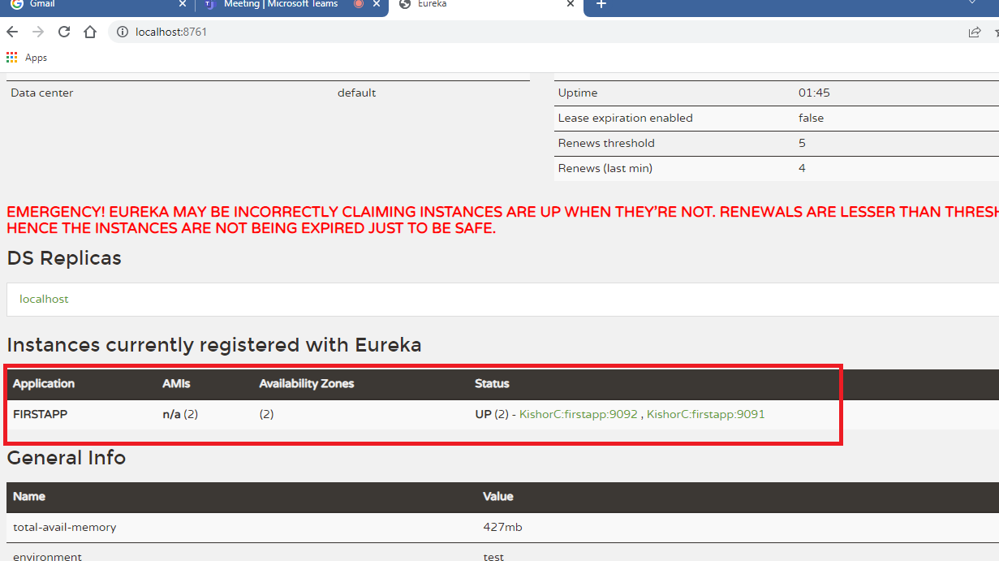 Gmail
Meeting | Microsoft Teams
Eureka
localhost:8761
Apps
Data center default
Uptime 01:45
Lease expiration enabled false
Renews threshold 5
Renews (last min) 4
EMERGENCY! EUREKA MAY BE INCORRECTLY CLAIMING INSTANCES ARE UP WHEN THEY'RE NOT. RENEWALS ARE LESSER THAN THRESH
HENCE THE INSTANCES ARE NOT BEING EXPIRED JUST TO BE SAFE.
DS Replicas
localhost
Instances currently registered with Eureka
Application AMIs Availability Zones Status
FIRSTAPP n/a (2) (2) UP (2) - KishorC:firstapp:9092 , KishorC:firstapp:9091
General Info
Name Value
total-avail-memory 427mb
environment test